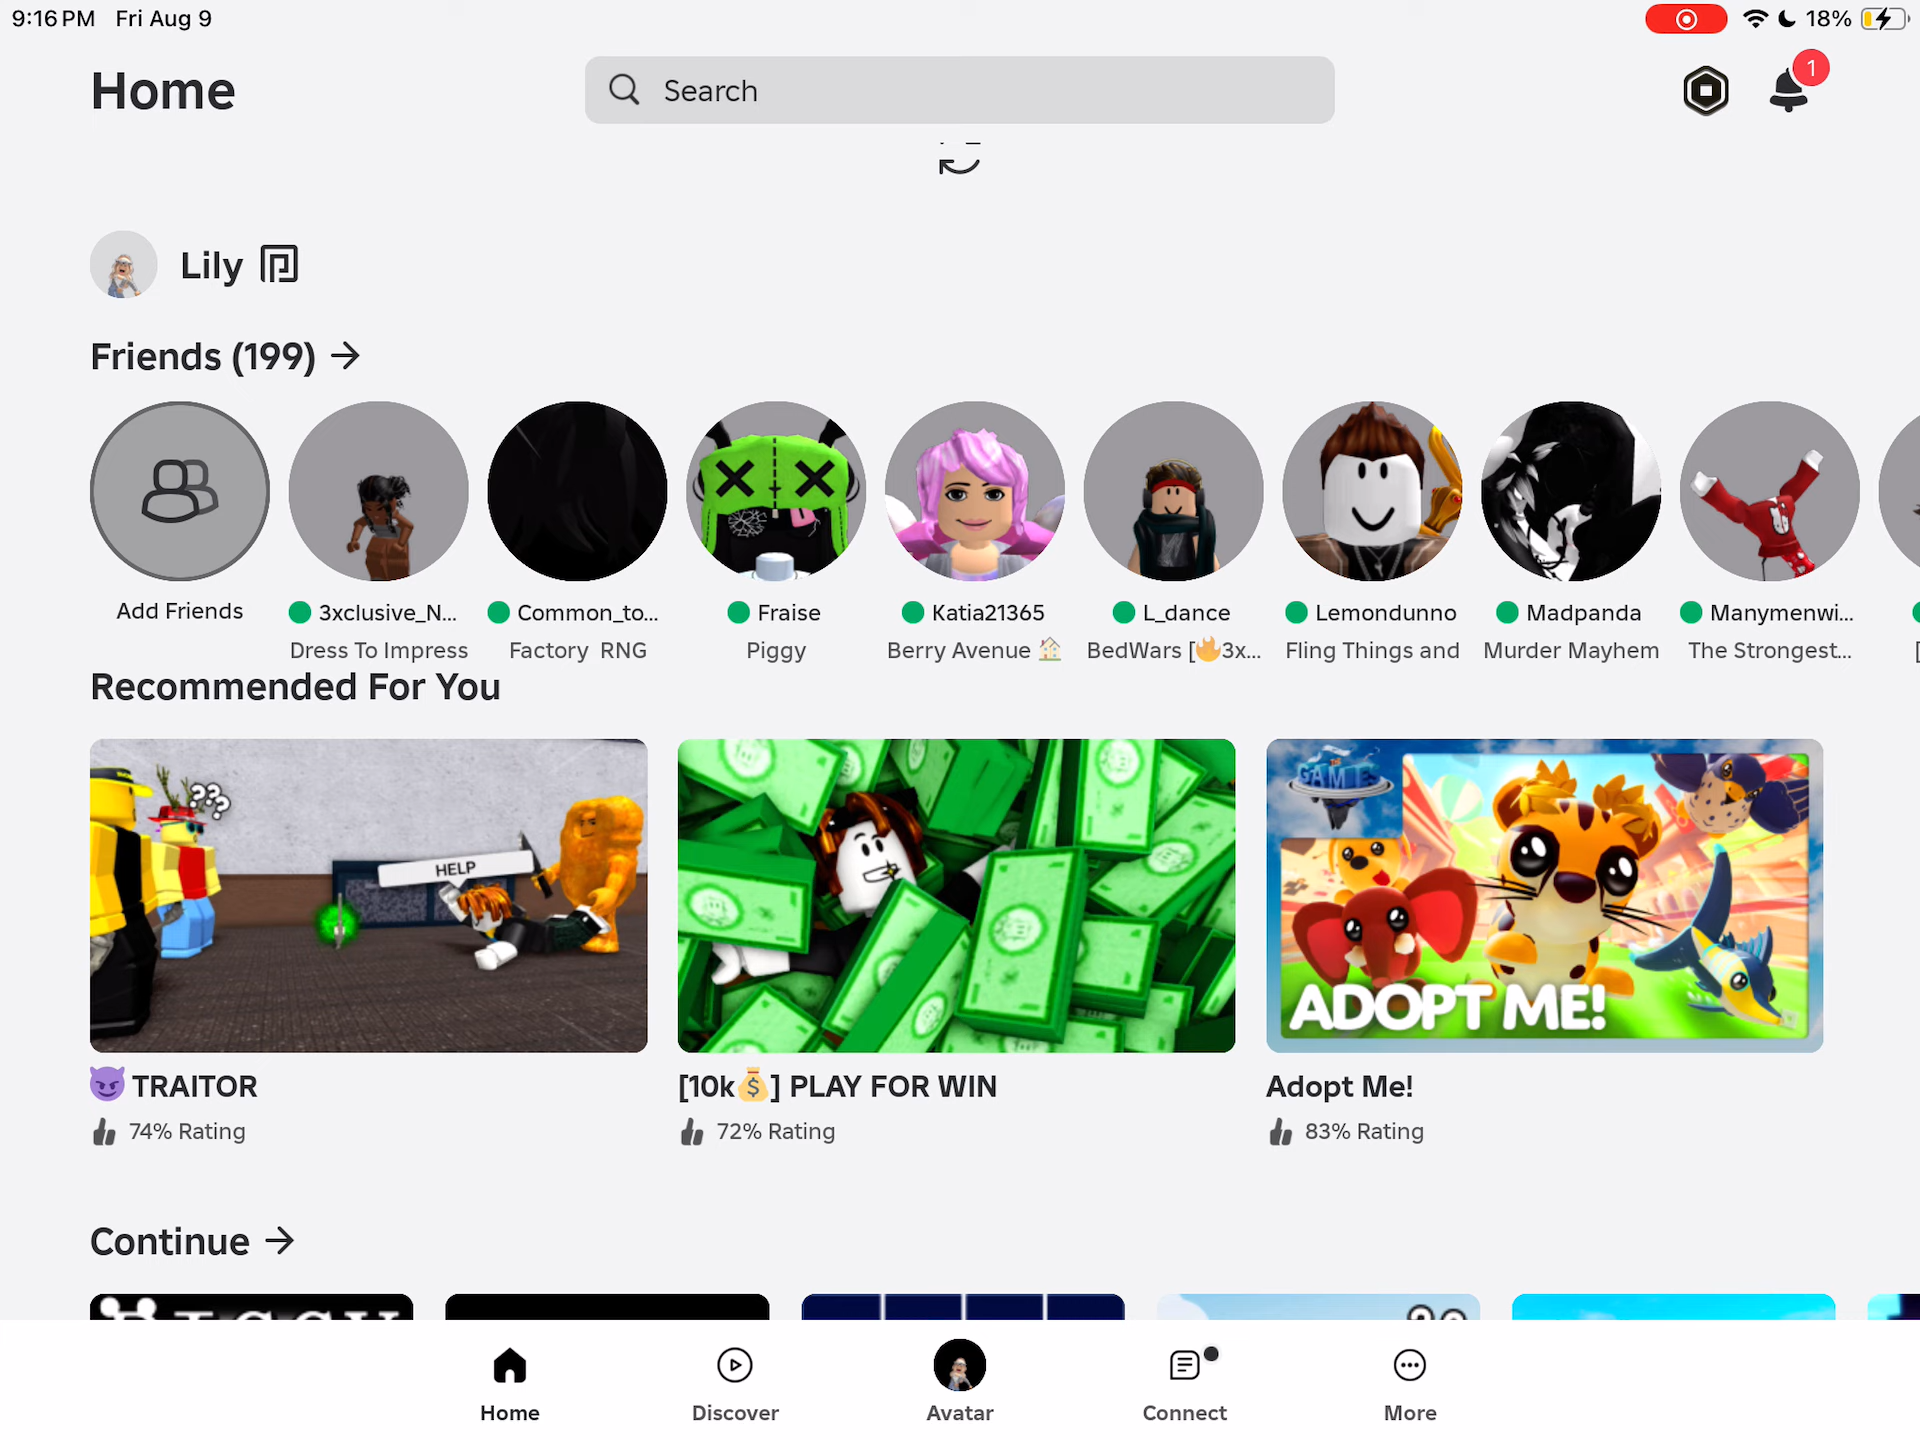 9:16 PM Fri Aug 9
18%
Home
Search
1
Lily
Friends (199) →
Add Friends
3xclusive_N...
Common_to...
Fraise
Katia21365
L_dance
Lemondunno
Madpanda
Manymenwi...
Dress To Impress
Factory RNG
Piggy
Berry Avenue 🏠
BedWars [🔥3x...
Fling Things and
Murder Mayhem
The Strongest...
[
Recommended For You
???
HELP
THE GAMES
ADOPT ME!
😈 TRAITOR
[10k💰] PLAY FOR WIN
Adopt Me!
74% Rating
72% Rating
83% Rating
Continue →
Home
Discover
Avatar
Connect
More